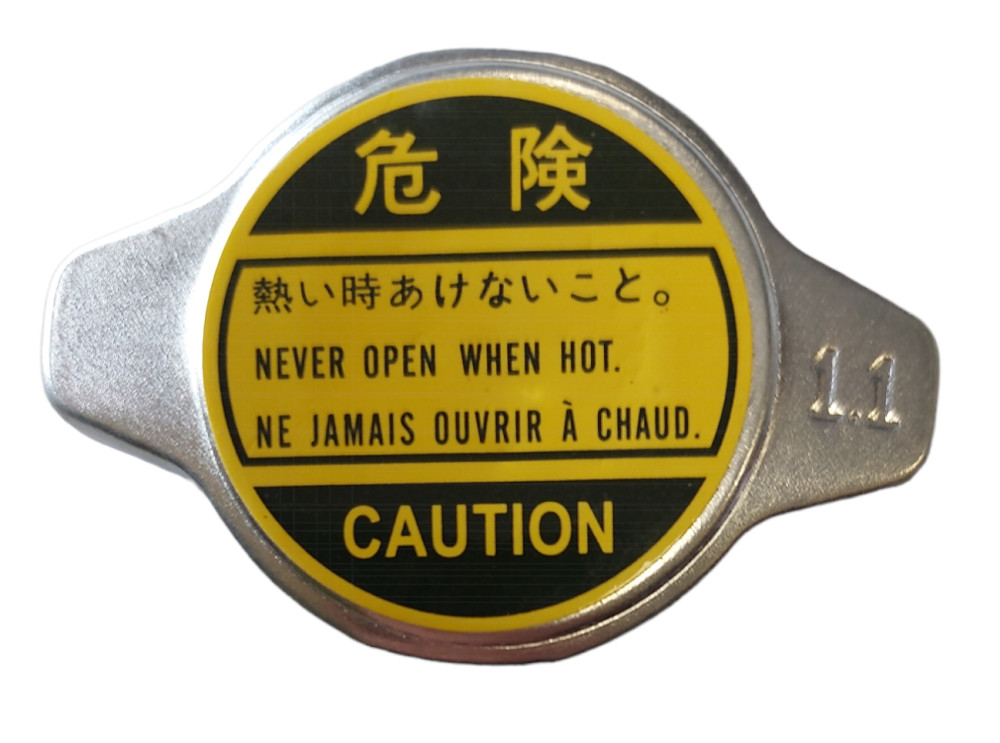 危険
熱い時あけないこと。
NEVER OPEN WHEN HOT.
NE JAMAIS OUVRIR À CHAUD.
CAUTION
1.1